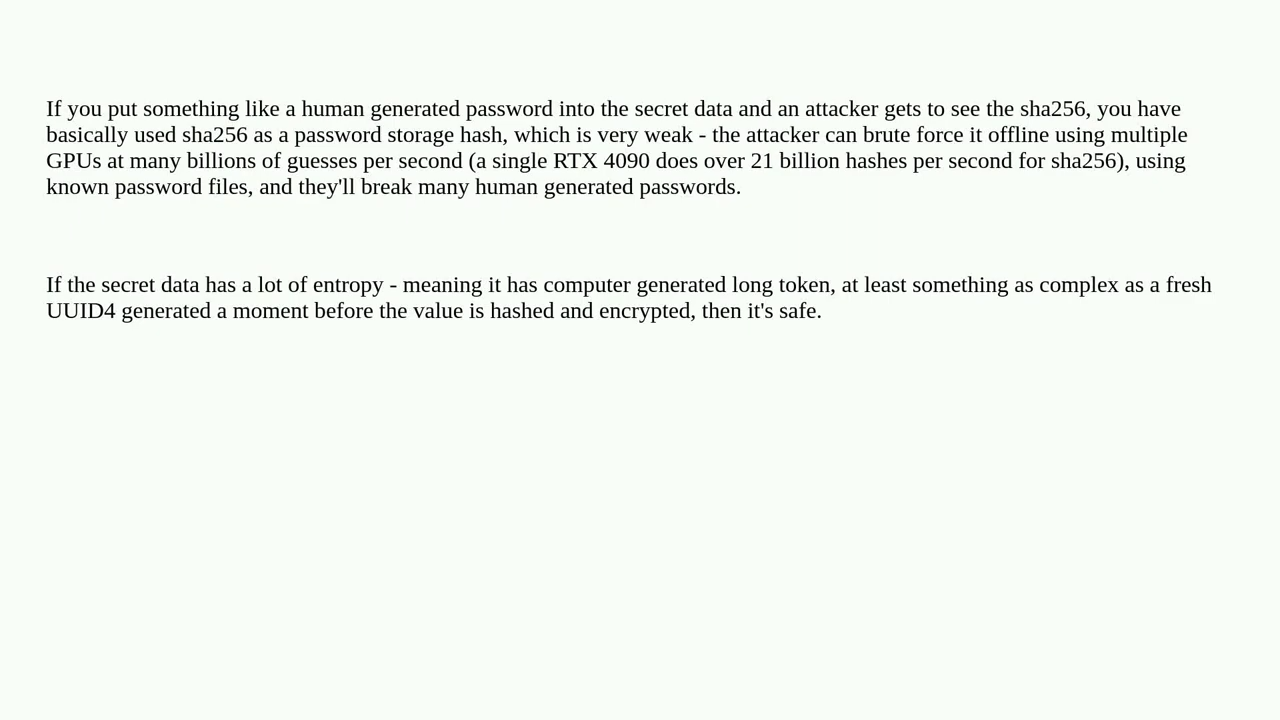 If you put something like a human generated password into the secret data and an attacker gets to see the sha256, you have
basically used sha256 as a password storage hash, which is very weak - the attacker can brute force it offline using multiple
GPUs at many billions of guesses per second (a single RTX 4090 does over 21 billion hashes per second for sha256), using
known password files, and they'll break many human generated passwords.
If the secret data has a lot of entropy - meaning it has computer generated long token, at least something as complex as a fresh
UUID4 generated a moment before the value is hashed and encrypted, then it's safe.